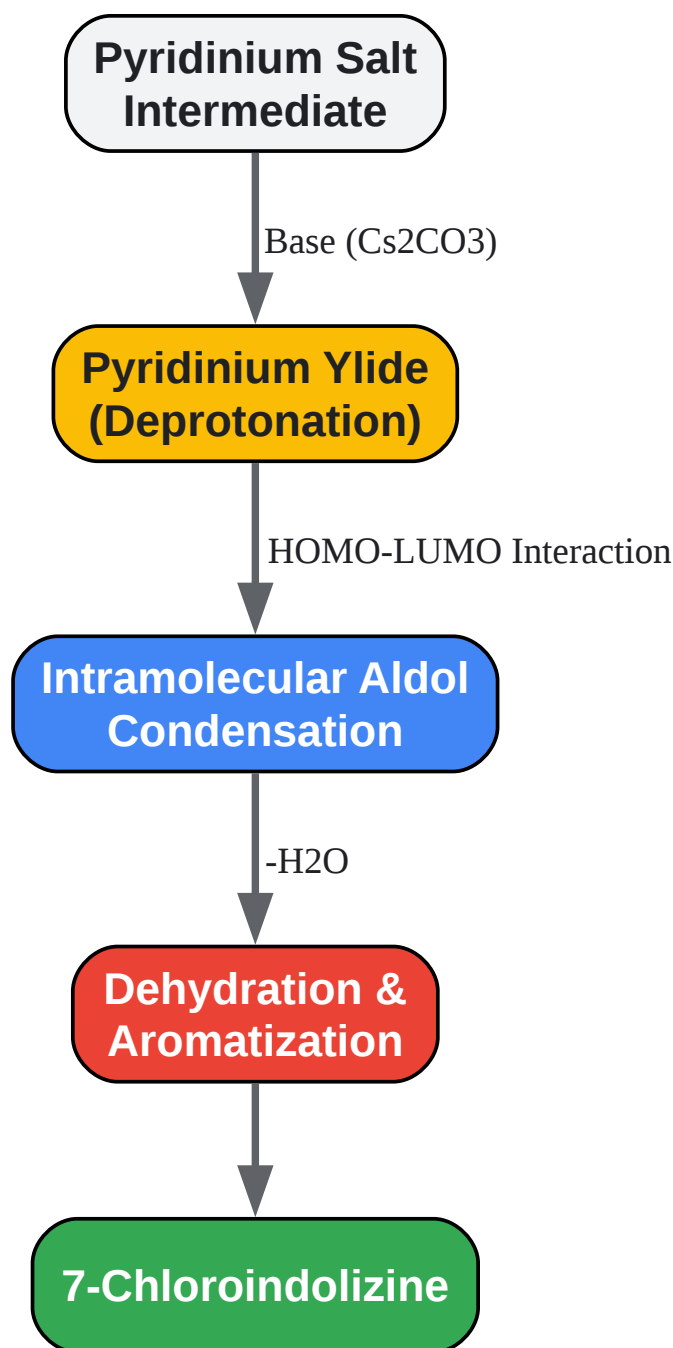 Pyridinium Salt
Intermediate
Base (Cs2CO3)
Pyridinium Ylide
(Deprotonation)
HOMO-LUMO Interaction
Intramolecular Aldol
Condensation
-H2O
Dehydration &
Aromatization
7-Chloroindolizine